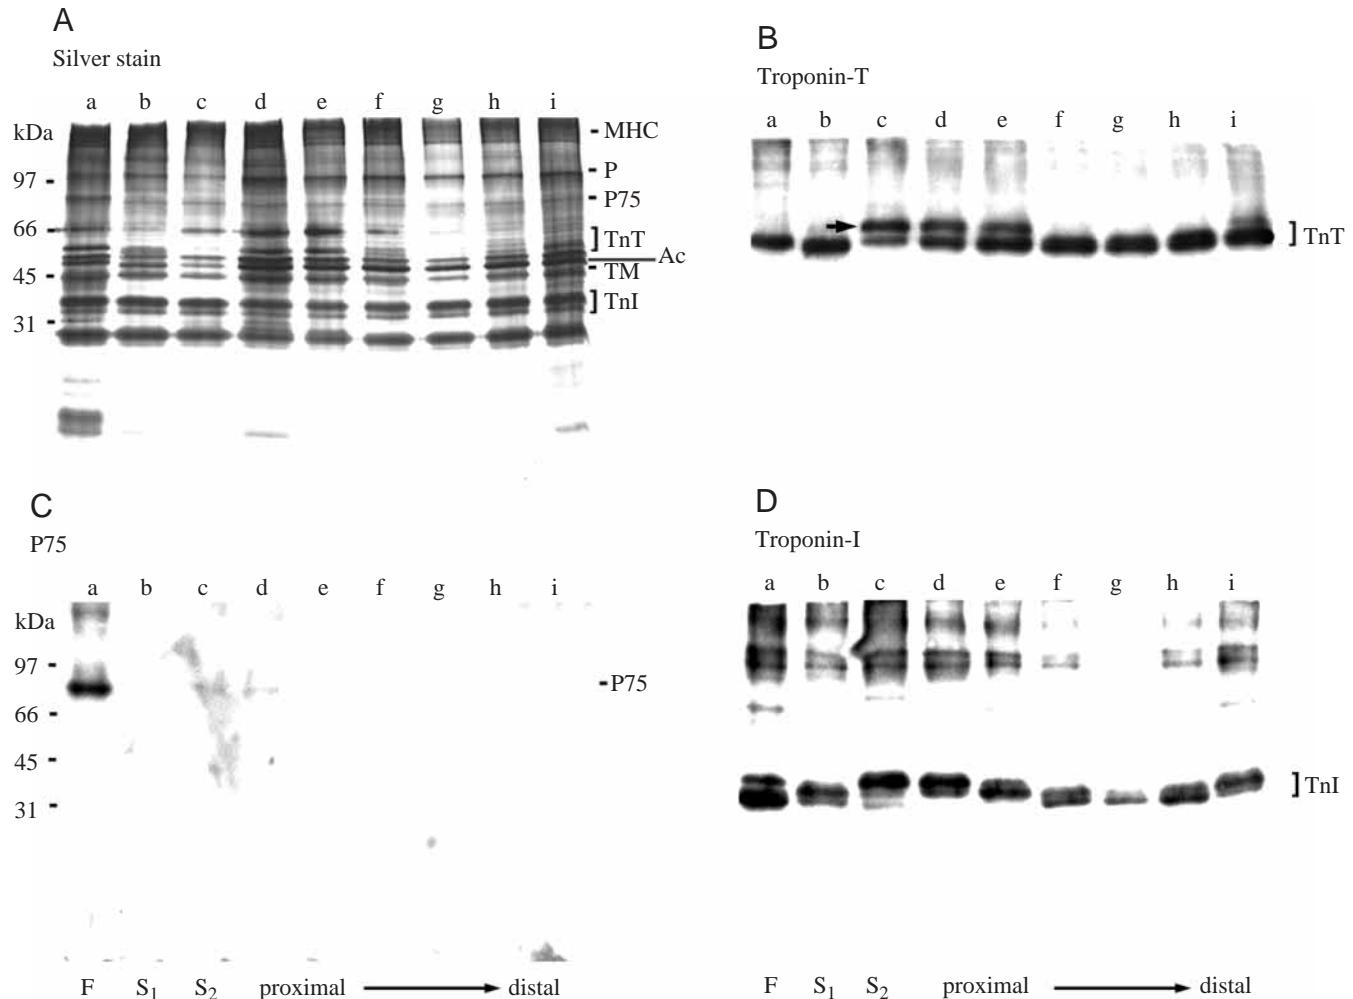 A
Silver stain
a b c d e f g h i
kDa
97
66
45
31
MHC
P
P75
TnT
Ac
TM
TnI
B
Troponin-T
a b c d e f g h i
TnT
C
P75
a b c d e f g h i
kDa
97
66
45
31
P75
F S1 S2 proximal distal
D
Troponin-I
a b c d e f g h i
TnI
F S1 S2 proximal distal